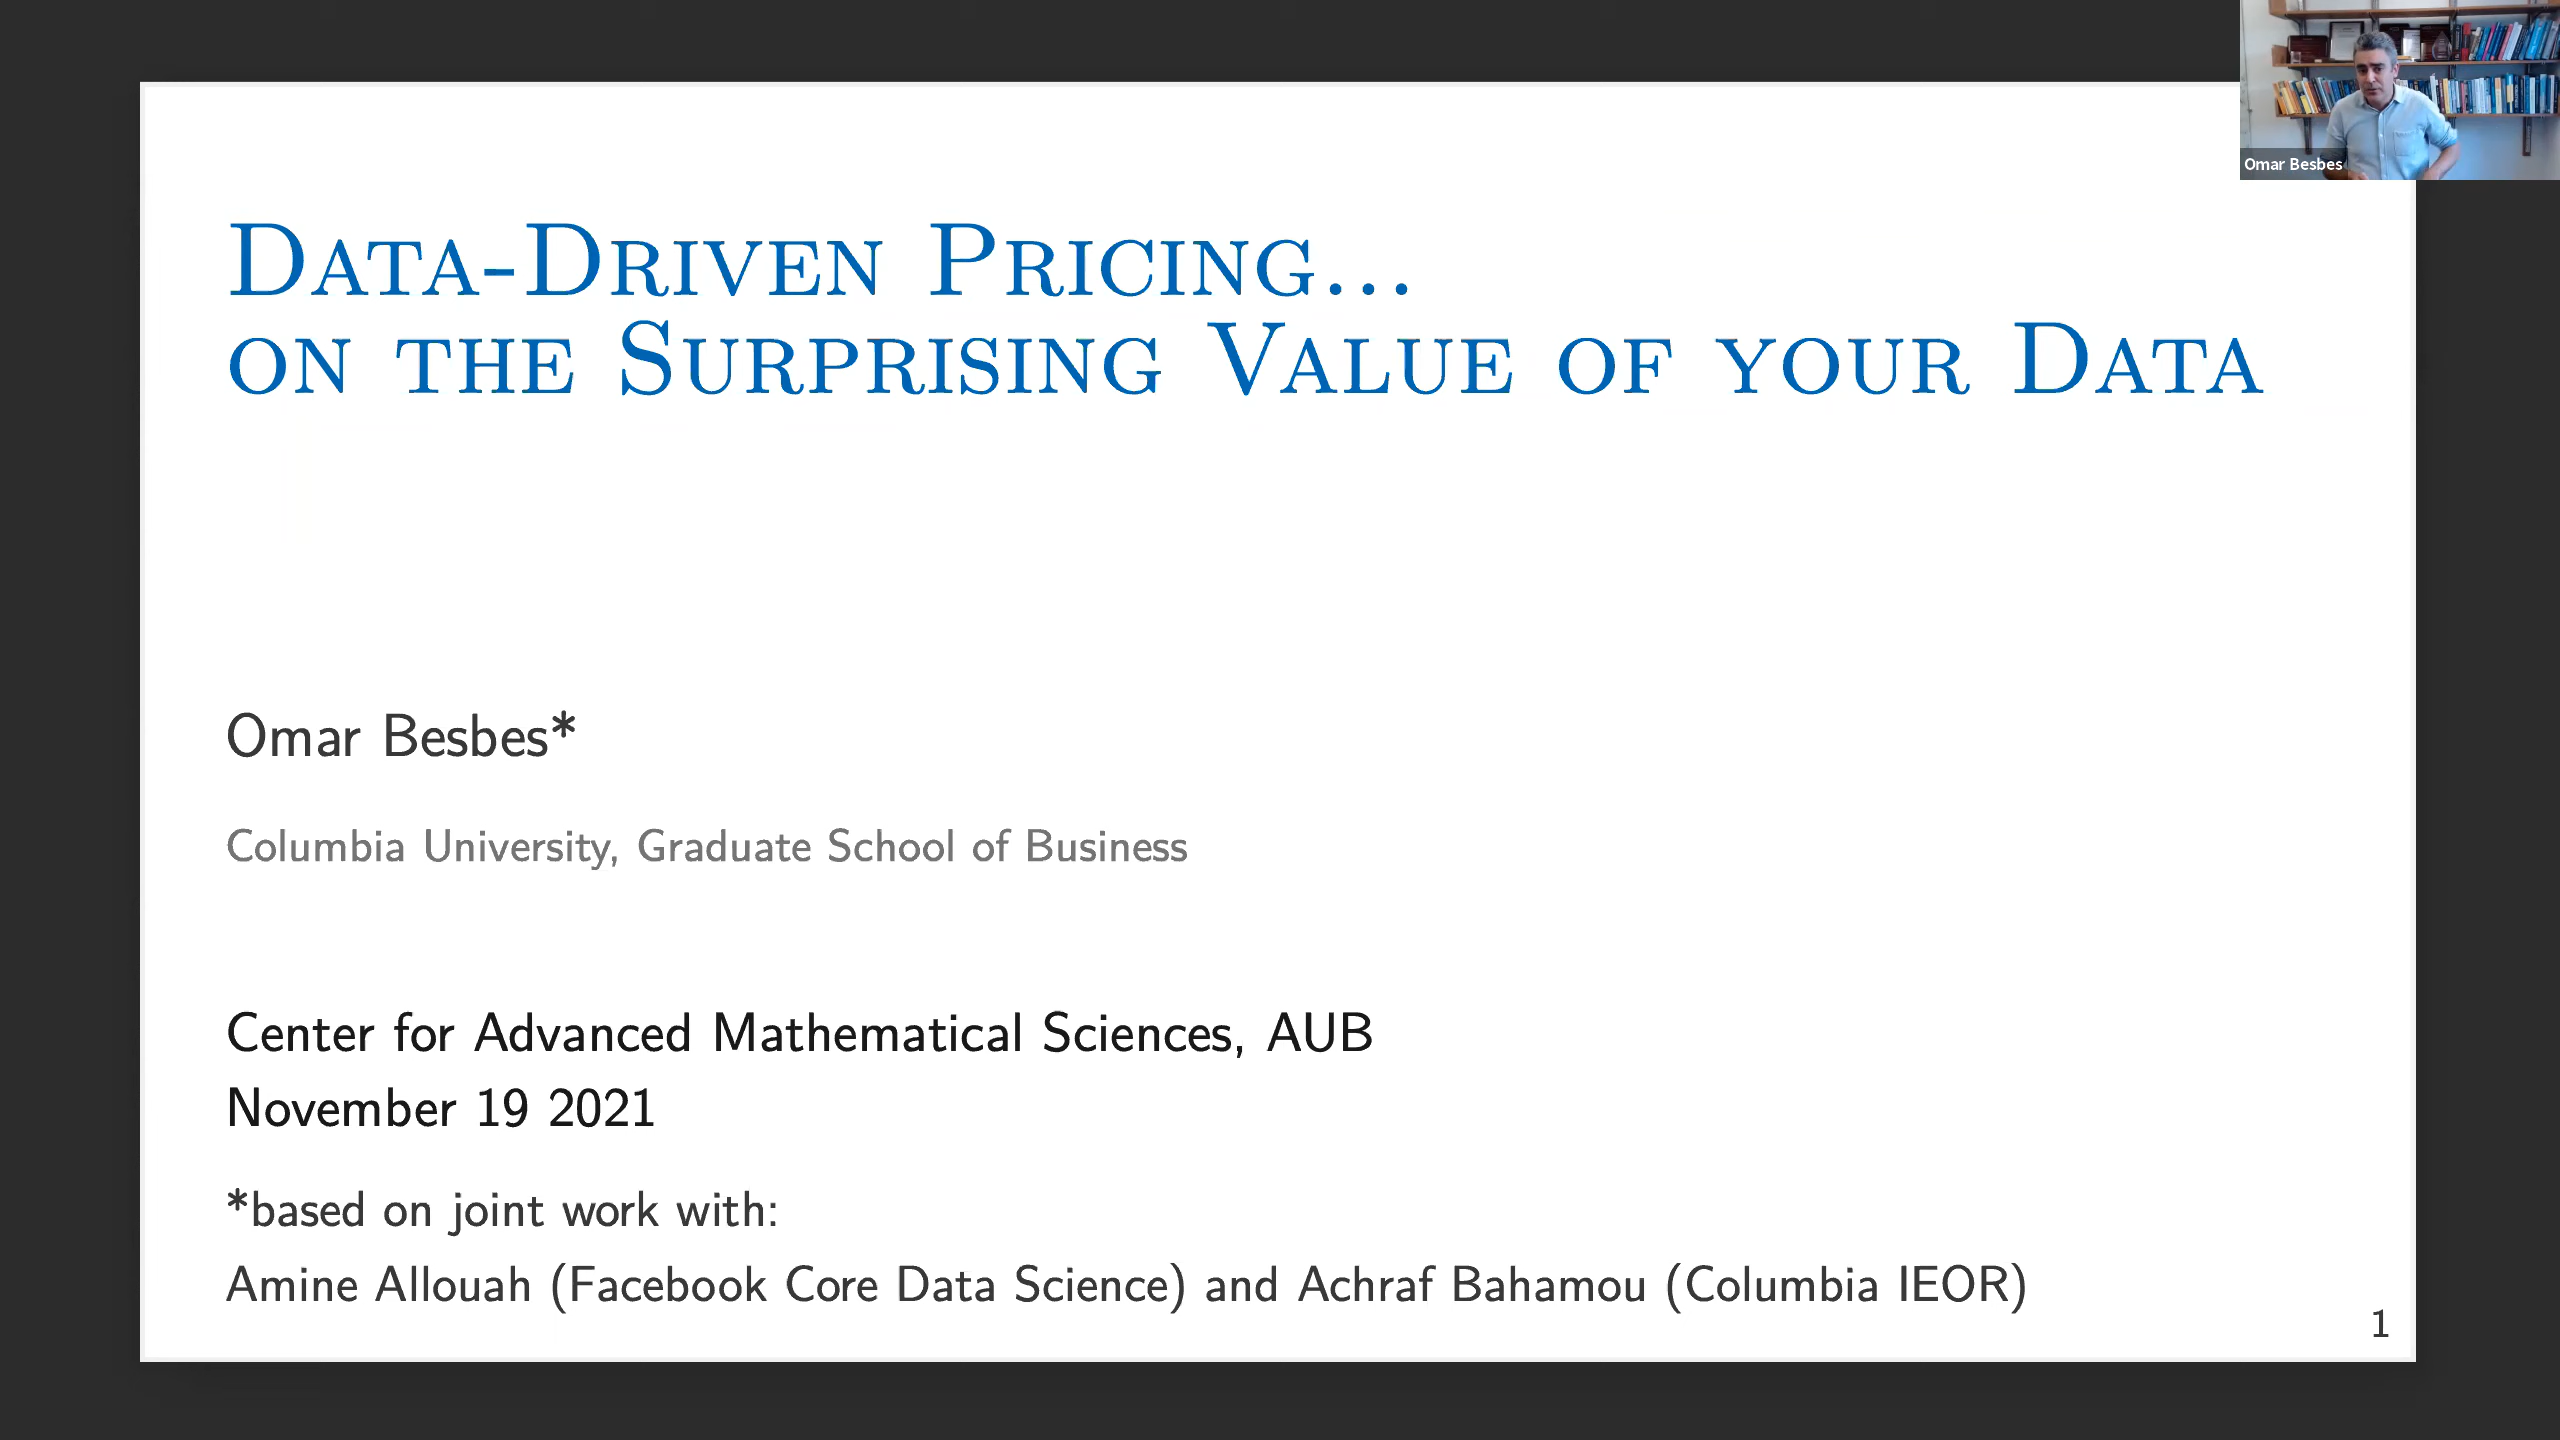 Omar Besbes
Data-Driven Pricing...
on the Surprising Value of your Data
Omar Besbes*
Columbia University, Graduate School of Business
Center for Advanced Mathematical Sciences, AUB
November 19 2021
*based on joint work with:
Amine Allouah (Facebook Core Data Science) and Achraf Bahamou (Columbia IEOR)
1